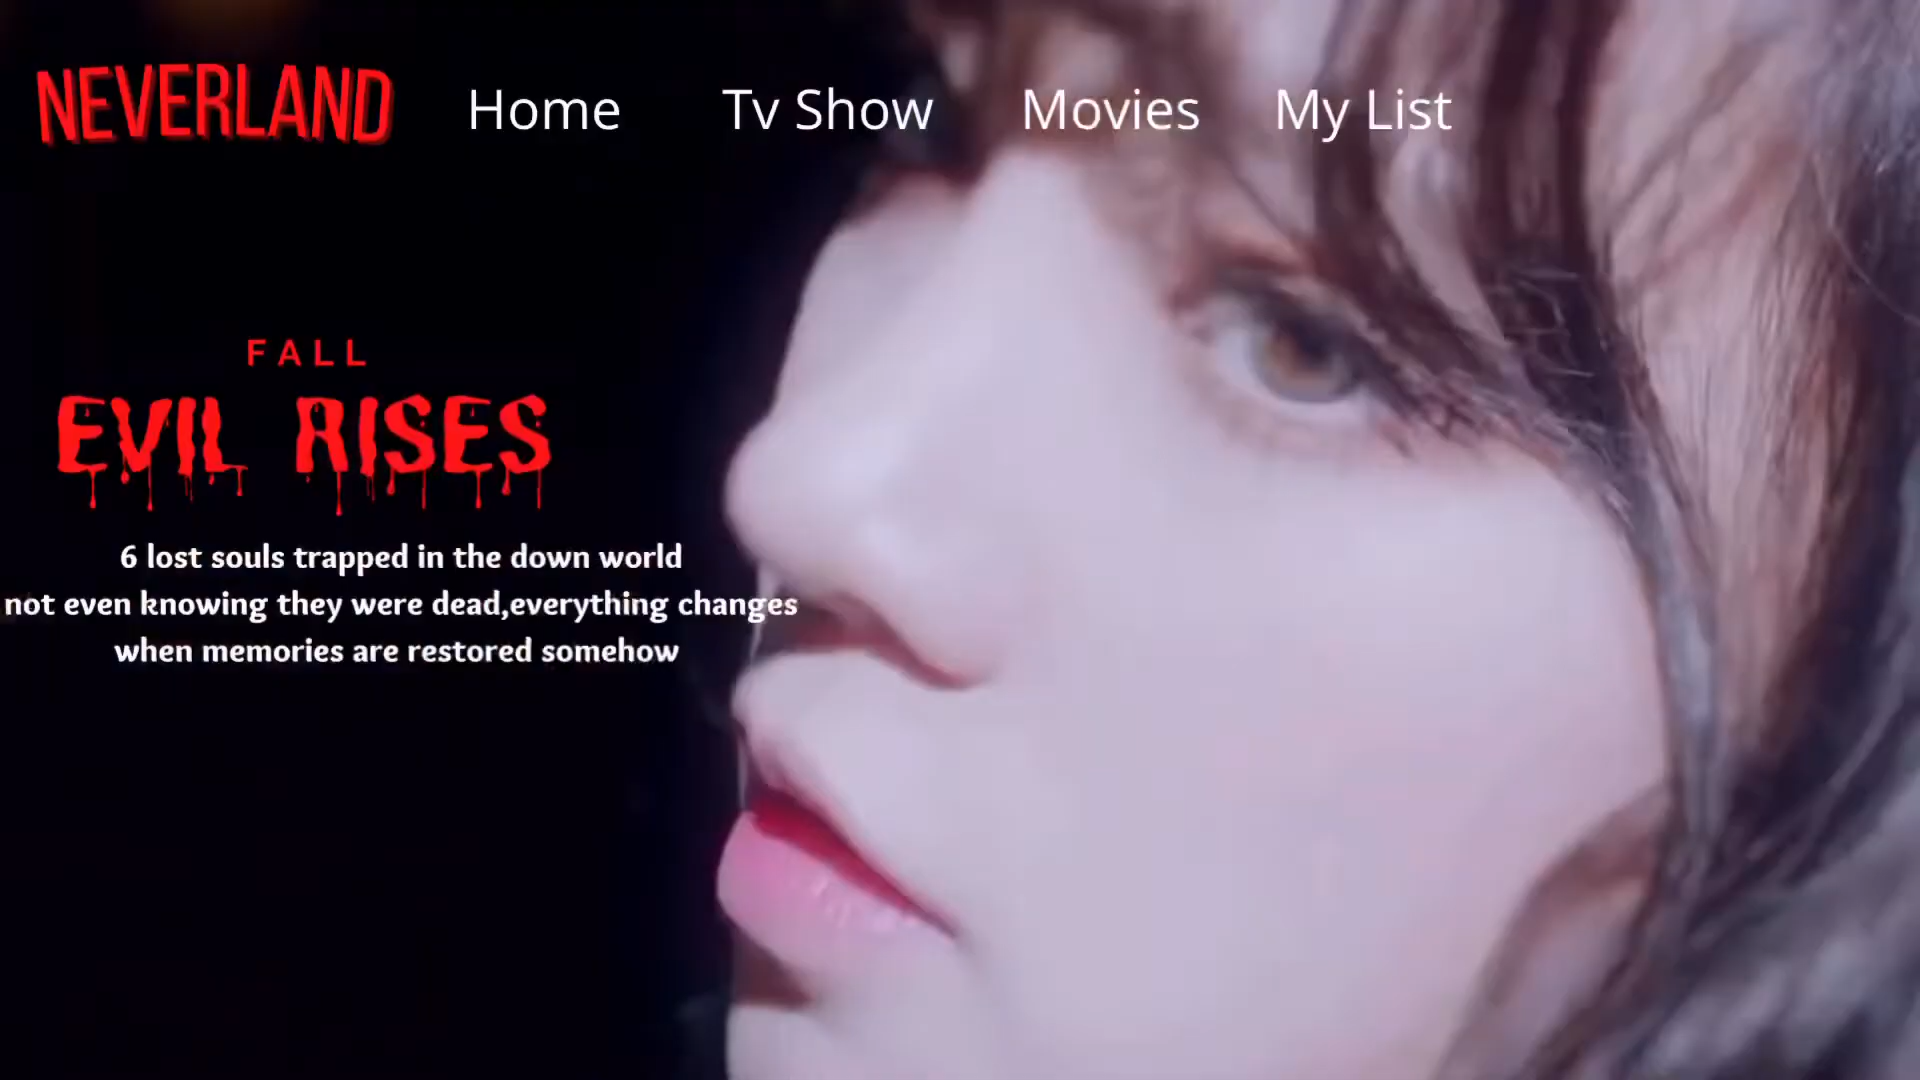 NEVERLAND Home Tv Show Movies My List
FALL
EVIL RISES
6 lost souls trapped in the down world
not even knowing they were dead,everything changes
when memories are restored somehow